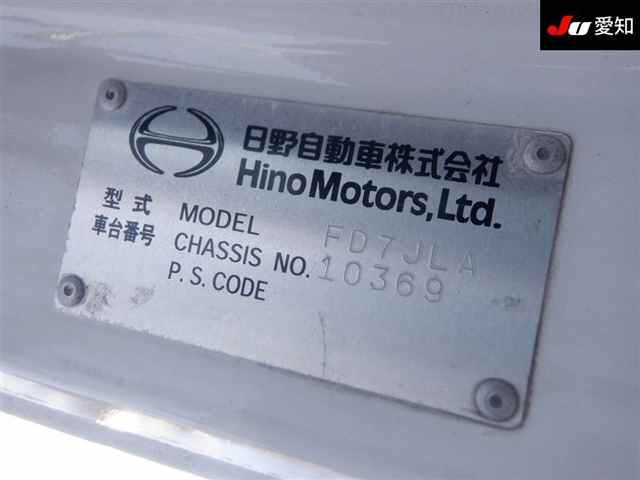 JU 愛知
日野自動車株式会社
Hino Motors, Ltd.
型式 MODEL FD7JLA
車台番号 CHASSIS NO. 10369
P.S. CODE